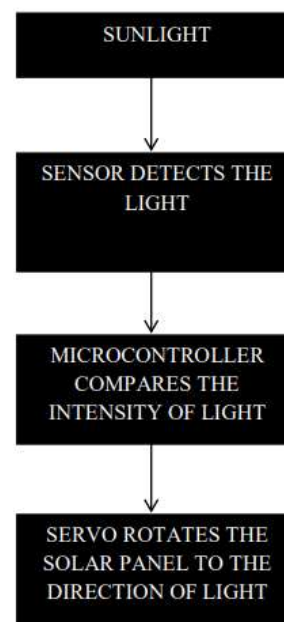 SUNLIGHT
SENSOR DETECTS THE
LIGHT
MICROCONTROLLER
COMPARES THE
INTENSITY OF LIGHT
SERVO ROTATES THE
SOLAR PANEL TO THE
DIRECTION OF LIGHT